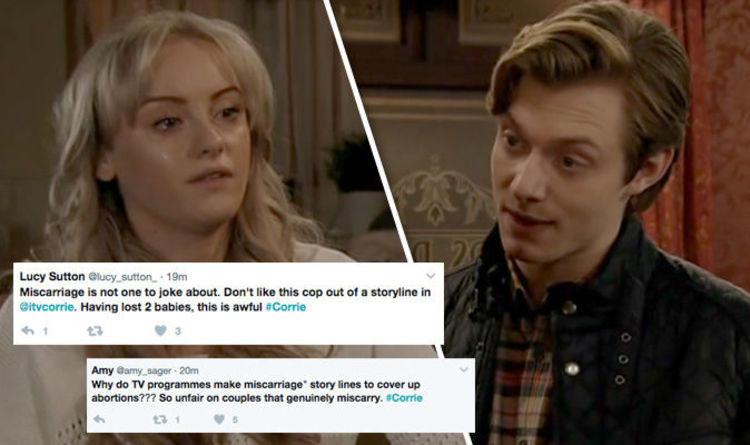 Lucy Sutton @lucy_sutton_ · 19m
Miscarriage is not one to joke about. Don't like this cop out of a storyline in
@itvcorrie. Having lost 2 babies, this is awful #Corrie
1 3
Amy @amy_sager · 20m
Why do TV programmes make miscarriage* story lines to cover up
abortions??? So unfair on couples that genuinely miscarry. #Corrie
1 5